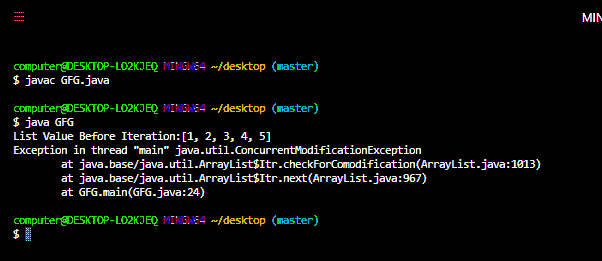 MIN
computer@DESKTOP-LO2KJEQ MINGW64 ~/desktop (master)
$ javac GFG.java
computer@DESKTOP-LO2KJEQ MINGW64 ~/desktop (master)
$ java GFG
List Value Before Iteration:[1, 2, 3, 4, 5]
Exception in thread "main" java.util.ConcurrentModificationException
at java.base/java.util.ArrayList$Itr.checkForComodification(ArrayList.java:1013)
at java.base/java.util.ArrayList$Itr.next(ArrayList.java:967)
at GFG.main(GFG.java:24)
computer@DESKTOP-LO2KJEQ MINGW64 ~/desktop (master)
$